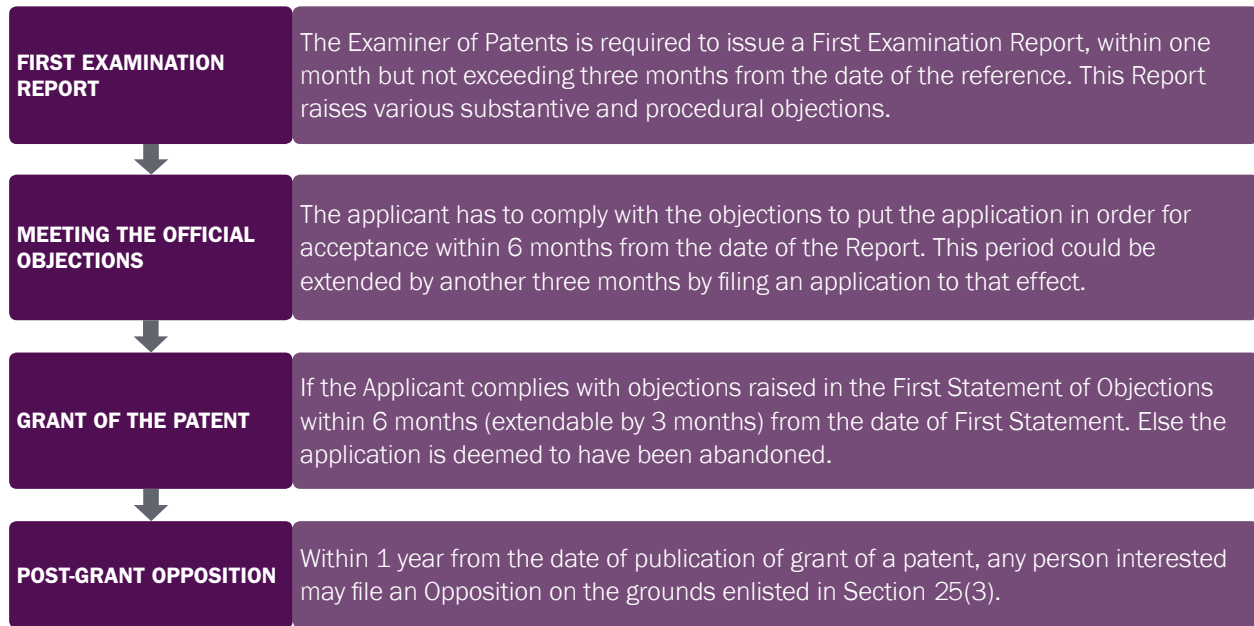 FIRST EXAMINATION
REPORT
The Examiner of Patents is required to issue a First Examination Report, within one
month but not exceeding three months from the date of the reference. This Report
raises various substantive and procedural objections.
MEETING THE OFFICIAL
OBJECTIONS
The applicant has to comply with the objections to put the application in order for
acceptance within 6 months from the date of the Report. This period could be
extended by another three months by filing an application to that effect.
GRANT OF THE PATENT
If the Applicant complies with objections raised in the First Statement of Objections
within 6 months (extendable by 3 months) from the date of First Statement. Else the
application is deemed to have been abandoned.
POST-GRANT OPPOSITION
Within 1 year from the date of publication of grant of a patent, any person interested
may file an Opposition on the grounds enlisted in Section 25(3).